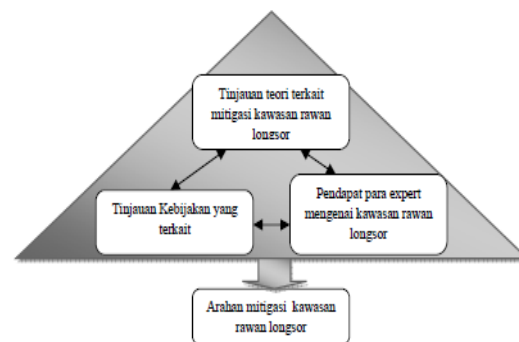 Tinjauan teori terkait
mitigasi kawasan rawan
longsor
Tinjauan Kebijakan yang
terkait
Pendapat para expert
mengenai kawasan rawan
longsor
Arahan mitigasi kawasan
rawan longsor